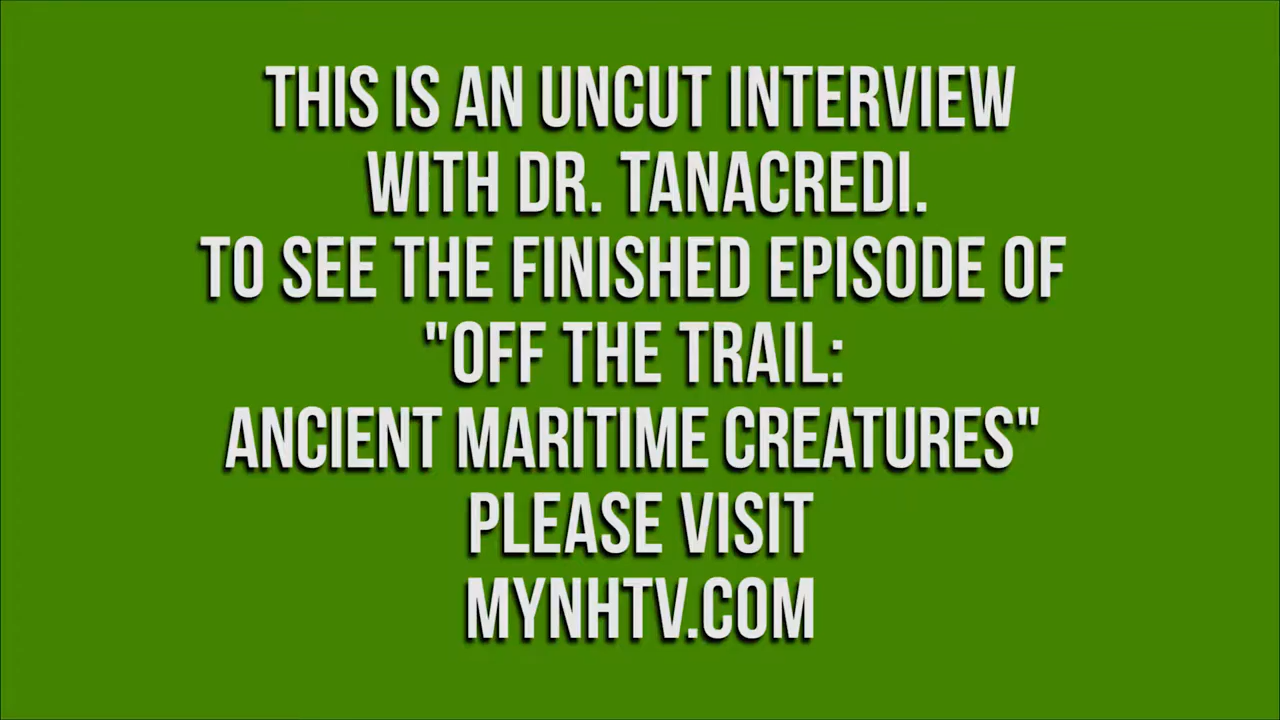 THIS IS AN UNCUT INTERVIEW
WITH DR. TANACREDI.
TO SEE THE FINISHED EPISODE OF
"OFF THE TRAIL:
ANCIENT MARITIME CREATURES"
PLEASE VISIT
MYNHTV.COM